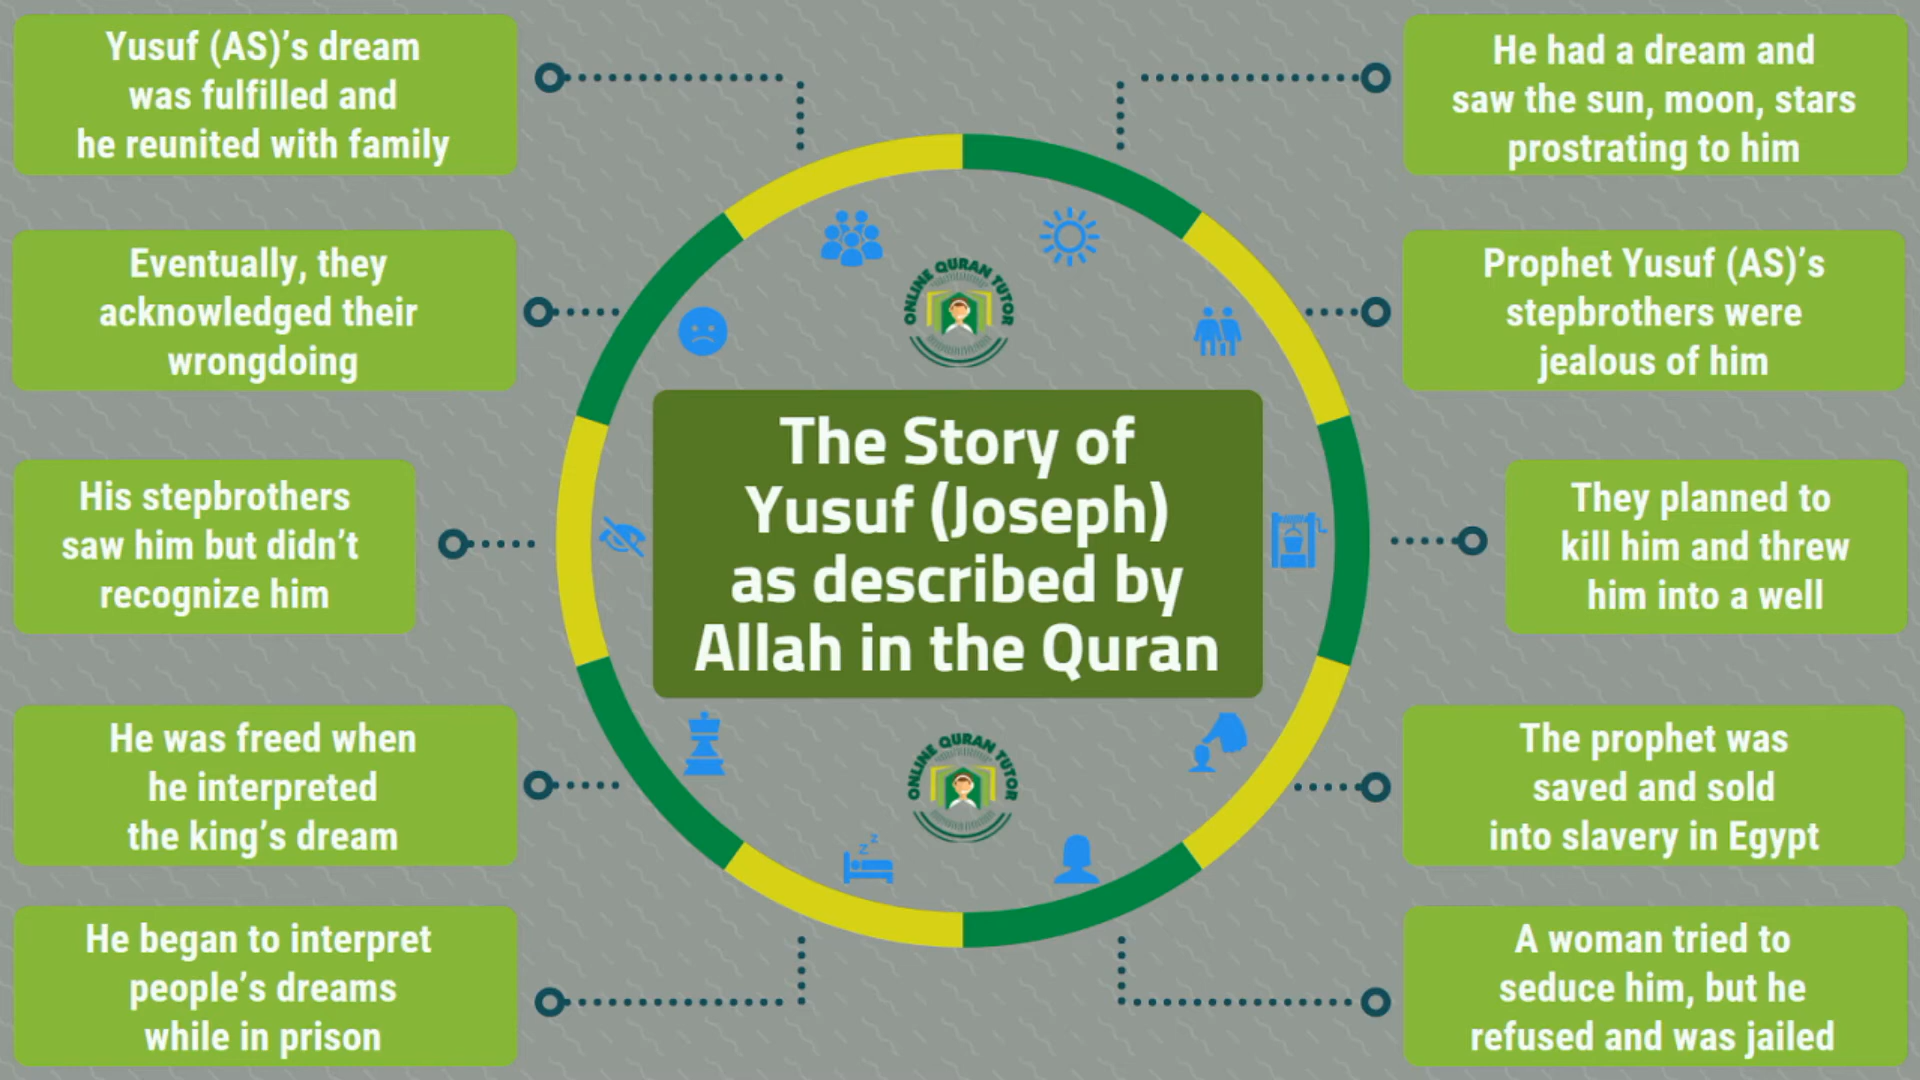 Yusuf (AS)’s dream
was fulfilled and
he reunited with family
Eventually, they
acknowledged their
wrongdoing
His stepbrothers
saw him but didn’t
recognize him
He was freed when
he interpreted
the king’s dream
He began to interpret
people’s dreams
while in prison
ONLINE QURAN TUTOR
The Story of
Yusuf (Joseph)
as described by
Allah in the Quran
z z
ONLINE QURAN TUTOR
He had a dream and
saw the sun, moon, stars
prostrating to him
Prophet Yusuf (AS)’s
stepbrothers were
jealous of him
They planned to
kill him and threw
him into a well
The prophet was
saved and sold
into slavery in Egypt
A woman tried to
seduce him, but he
refused and was jailed